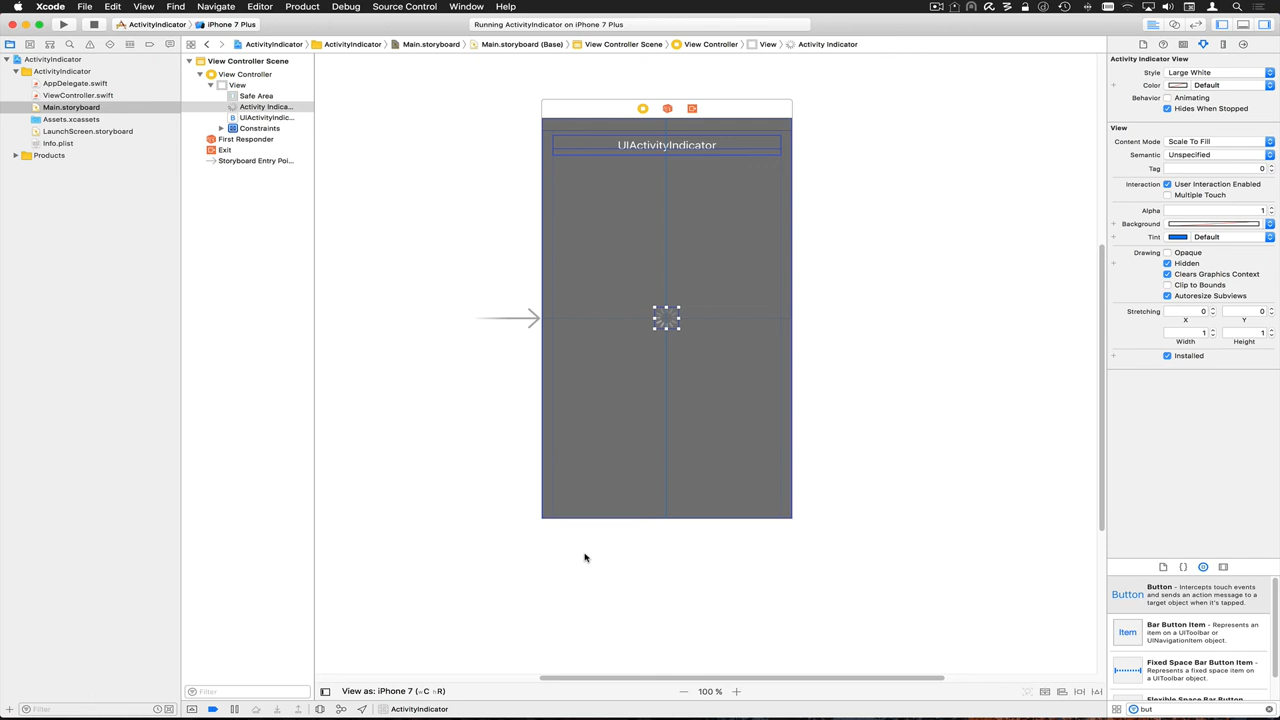 Xcode File Edit View Find Navigate Editor Product Debug Source Control Window Help
ActivityIndicator iPhone 7 Plus
Running ActivityIndicator on iPhone 7 Plus
ActivityIndicator ActivityIndicator Main.storyboard Main.storyboard (Base) View Controller Scene View Controller View Activity Indicator
ActivityIndicator
ActivityIndicator
AppDelegate.swift
ViewController.swift
Main.storyboard
Assets.xcassets
LaunchScreen.storyboard
Info.plist
Products
View Controller Scene
View Controller
View
Safe Area
Activity Indica...
B UIActivityIndic...
Constraints
First Responder
Exit
Storyboard Entry Poi...
UIActivityIndicator
Activity Indicator View
Style Large White
Color Default
Behavior Animating
Hides When Stopped
View
Content Mode Scale To Fill
Semantic Unspecified
Tag 0
Interaction User Interaction Enabled
Multiple Touch
Alpha 1
Background
Tint Default
Drawing Opaque
Hidden
Clears Graphics Context
Clip to Bounds
Autoresize Subviews
Stretching 0 0
X Y
1 1
Width Height
Installed
Button
Button - Intercepts touch events
and sends an action message to a
target object when it's tapped.
Item
Bar Button Item - Represents an
item on a UIToolbar or
UINavigationItem object.
Fixed Space Bar Button Item -
Represents a fixed space item on
a UIToolbar object.
Flexible Space Bar Button
Filter
Filter
View as: iPhone 7 (wC hR)
100 %
ActivityIndicator
but